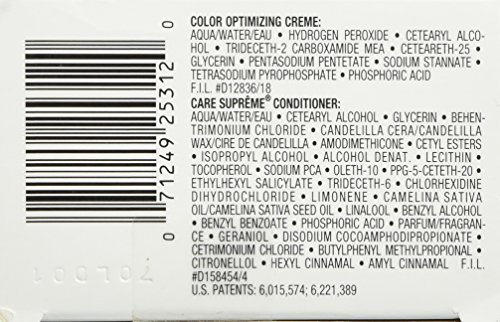 COLOR OPTIMIZING CREME:
AQUA/WATER/EAU • HYDROGEN PEROXIDE • CETEARYL ALCO-
HOL • TRIDECETH-2 CARBOXAMIDE MEA • CETEARETH-25 •
GLYCERIN • PENTASODIUM PENTETATE • SODIUM STANNATE •
TETRASODIUM PYROPHOSPHATE • PHOSPHORIC ACID
F.I.L. #D12836/18
CARE SUPRÊME® CONDITIONER:
AQUA/WATER/EAU • CETEARYL ALCOHOL • GLYCERIN • BEHEN-
TRIMONIUM CHLORIDE • CANDELILLA CERA/CANDELILLA
WAX/CIRE DE CANDELILLA • AMODIMETHICONE • CETYL ESTERS
• ISOPROPYL ALCOHOL • ALCOHOL DENAT. • LECITHIN •
TOCOPHEROL • SODIUM PCA • OLETH-10 • PPG-5-CETETH-20 •
ETHYLHEXYL SALICYLATE • TRIDECETH-6 • CHLORHEXIDINE
DIHYDROCHLORIDE • LIMONENE • CAMELINA SATIVA
OIL/CAMELINA SATIVA SEED OIL • LINALOOL • BENZYL ALCOHOL
• BENZYL BENZOATE • PHOSPHORIC ACID • PARFUM/FRAGRAN-
CE • GERANIOL • DISODIUM COCOAMPHODIPROPIONATE •
CETRIMONIUM CHLORIDE • BUTYLPHENYL METHYLPROPIONAL •
CITRONELLOL • HEXYL CINNAMAL • AMYL CINNAMAL F.I.L.
#D158454/4
U.S. PATENTS: 6,015,574; 6,221,389
0 71249 25312 0
70LD01